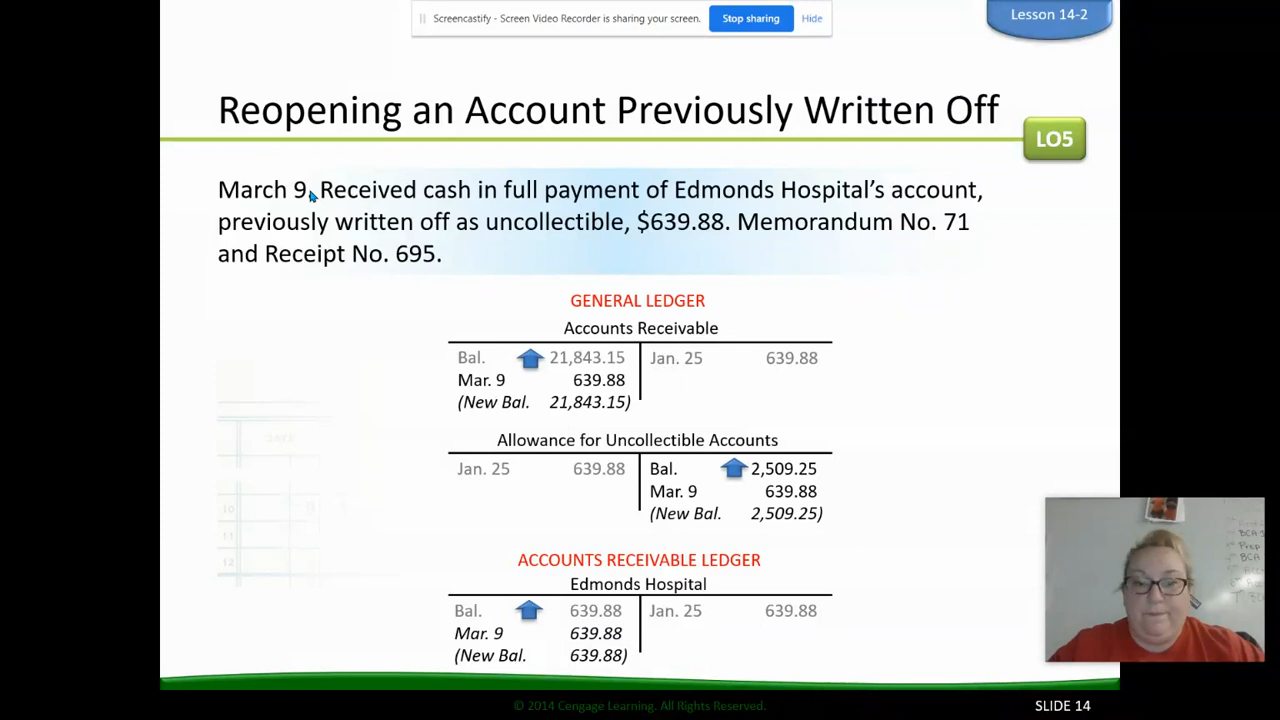 Screencastify - Screen Video Recorder is sharing your screen. Stop sharing Hide
Lesson 14-2
Reopening an Account Previously Written Off
LO5
March 9. Received cash in full payment of Edmonds Hospital’s account,
previously written off as uncollectible, $639.88. Memorandum No. 71
and Receipt No. 695.
GENERAL LEDGER
Accounts Receivable
Bal. 21,843.15 Jan. 25 639.88
Mar. 9 639.88
(New Bal. 21,843.15)
Allowance for Uncollectible Accounts
Jan. 25 639.88 Bal. 2,509.25
Mar. 9 639.88
(New Bal. 2,509.25)
ACCOUNTS RECEIVABLE LEDGER
Edmonds Hospital
Bal. 639.88 Jan. 25 639.88
Mar. 9 639.88
(New Bal. 639.88)
10
11
12
© 2014 Cengage Learning. All Rights Reserved.
SLIDE 14